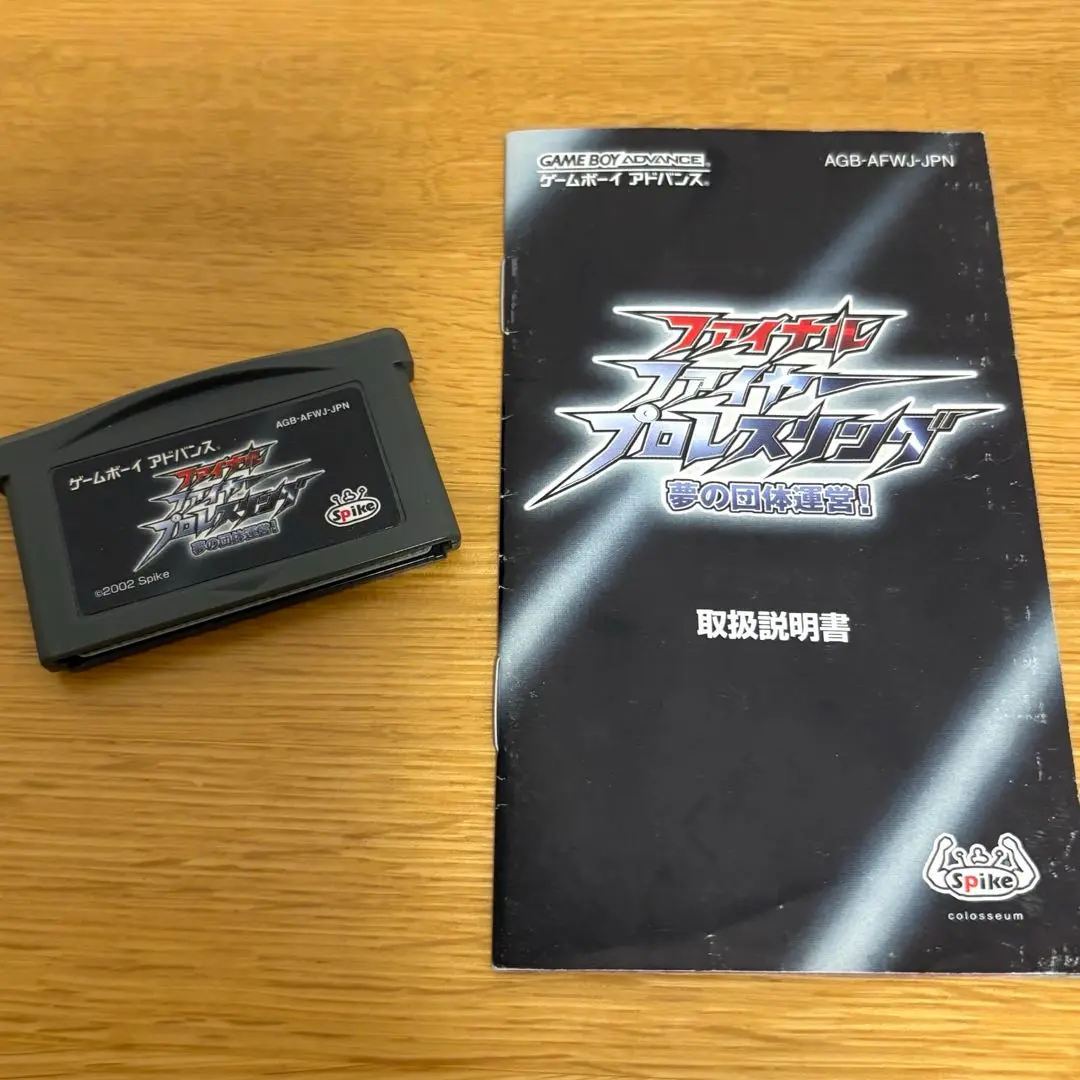 ゲームボーイ アドバンス®
AGB-AFWJ-JPN
ファイナル
ファイヤー
プロレスリング
夢の団体運営!
Spike
©2002 Spike
GAME BOY ADVANCE®
ゲームボーイ アドバンス®
AGB-AFWJ-JPN
ファイナル
ファイヤー
プロレスリング
夢の団体運営!
取扱説明書
Spike
colosseum